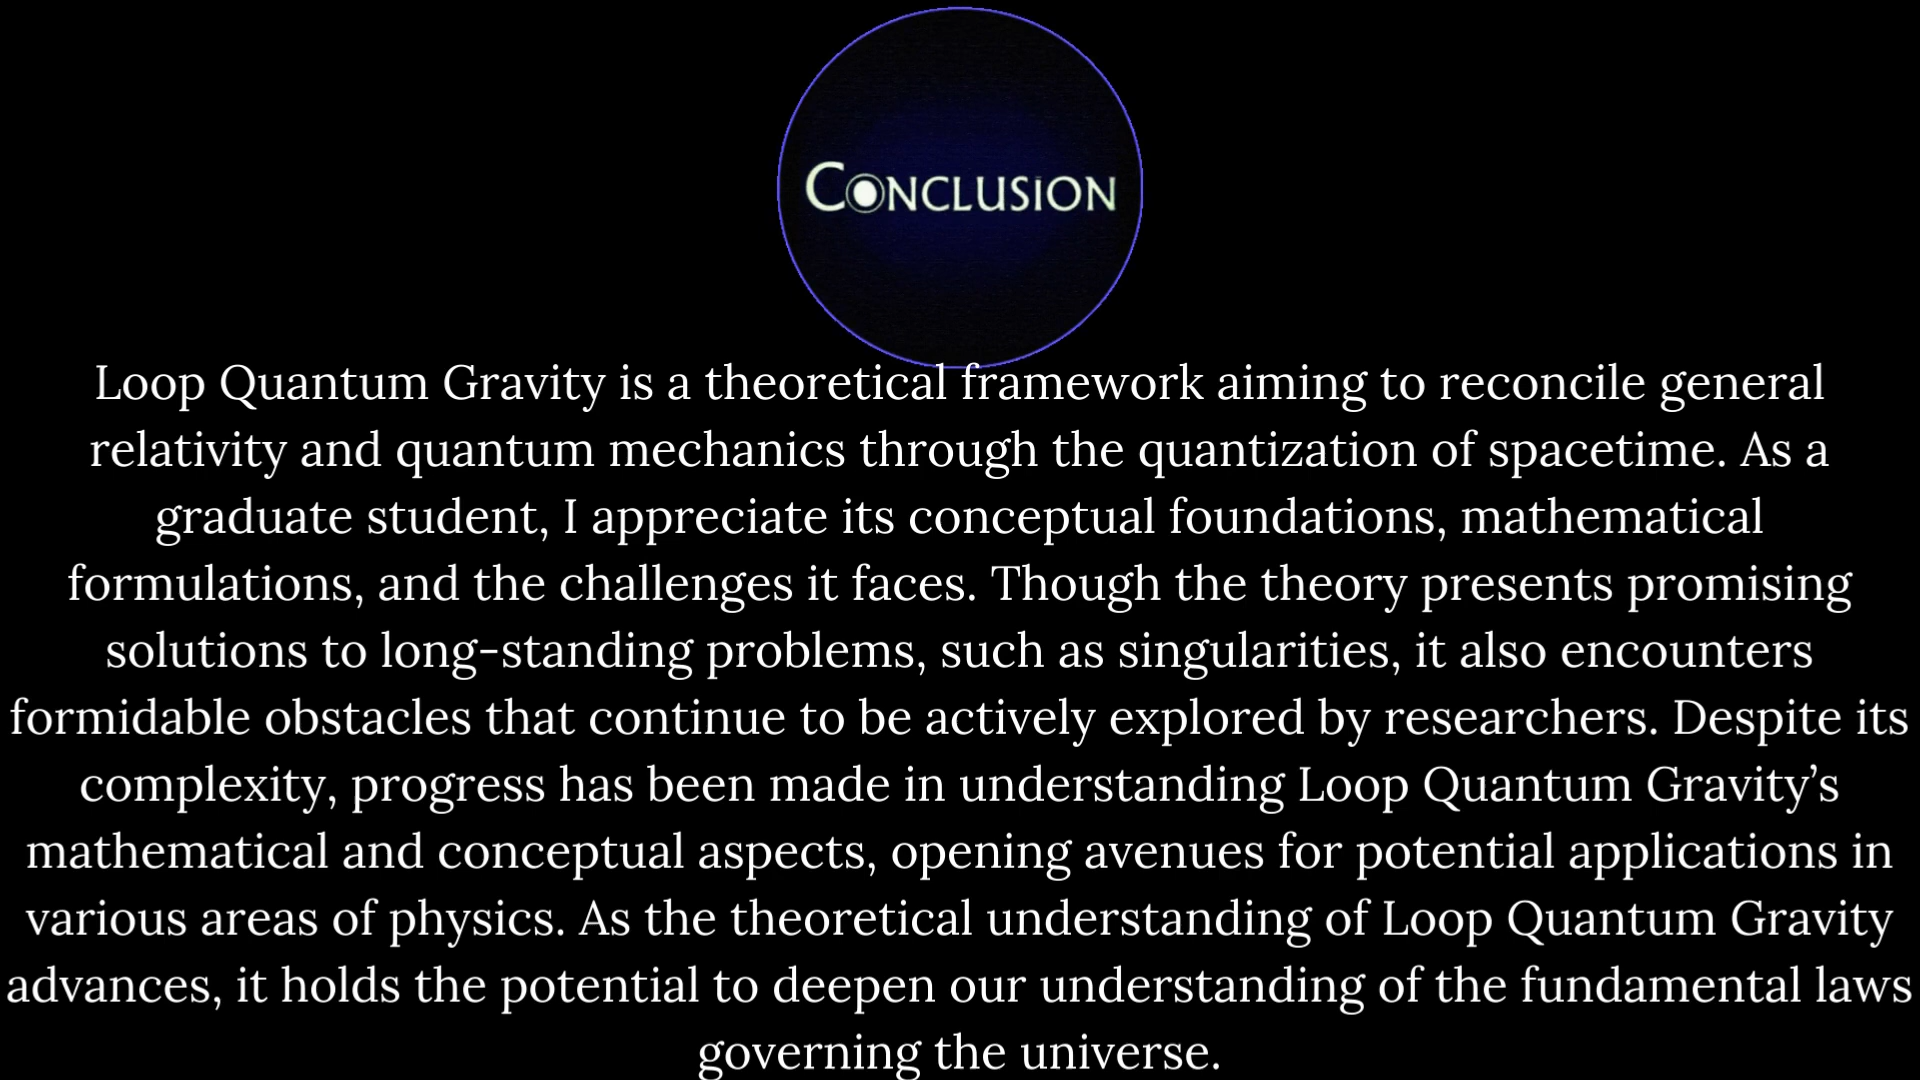 CONCLUSION
Loop Quantum Gravity is a theoretical framework aiming to reconcile general
relativity and quantum mechanics through the quantization of spacetime. As a
graduate student, I appreciate its conceptual foundations, mathematical
formulations, and the challenges it faces. Though the theory presents promising
solutions to long-standing problems, such as singularities, it also encounters
formidable obstacles that continue to be actively explored by researchers. Despite its
complexity, progress has been made in understanding Loop Quantum Gravity’s
mathematical and conceptual aspects, opening avenues for potential applications in
various areas of physics. As the theoretical understanding of Loop Quantum Gravity
advances, it holds the potential to deepen our understanding of the fundamental laws
governing the universe.